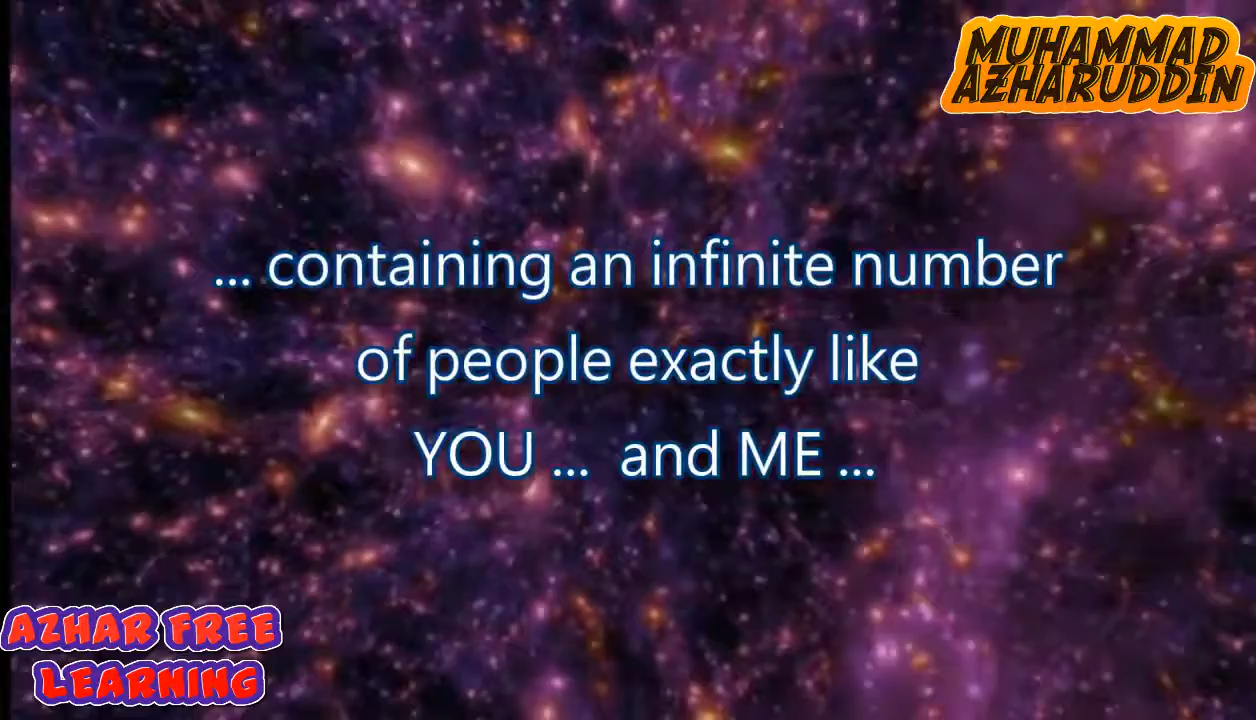 MUHAMMAD
AZHARUDDIN
... containing an infinite number
of people exactly like
YOU ... and ME ...
AZHAR FREE
LEARNING